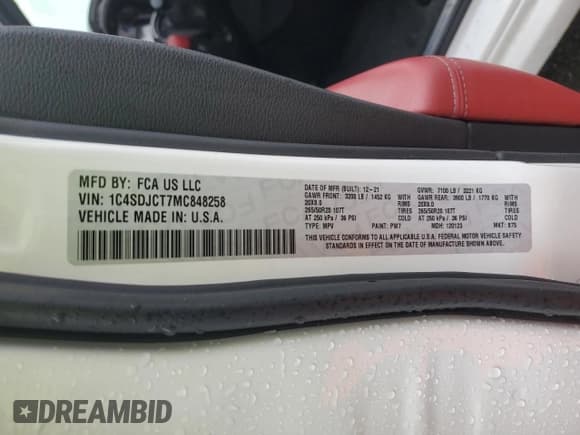 MFD BY: FCA US LLC
VIN: 1C4SDJCT7MC848258
VEHICLE MADE IN: U.S.A.
DATE OF MFR (BUILT): 12-21 GVWR: 7100 LB / 3221 KG
GAWR FRONT: 3200 LB / 1452 KG GAWR REAR: 3900 LB / 1770 KG
WITH TIRES RIMS WITH TIRES RIMS
20X8.0 20X8.0
265/50R20 107T 265/50R20 107T
AT 250 kPa / 36 PSI AT 250 kPa / 36 PSI
TYPE: MPV PAINT: PW7 MDH: 120123 MKT: XTS
THIS VEHICLE CONFORMS TO ALL APPLICABLE U.S.A. FEDERAL MOTOR VEHICLE SAFETY
STANDARDS IN EFFECT ON THE DATE OF MANUFACTURE SHOWN ABOVE.
DREAMBID